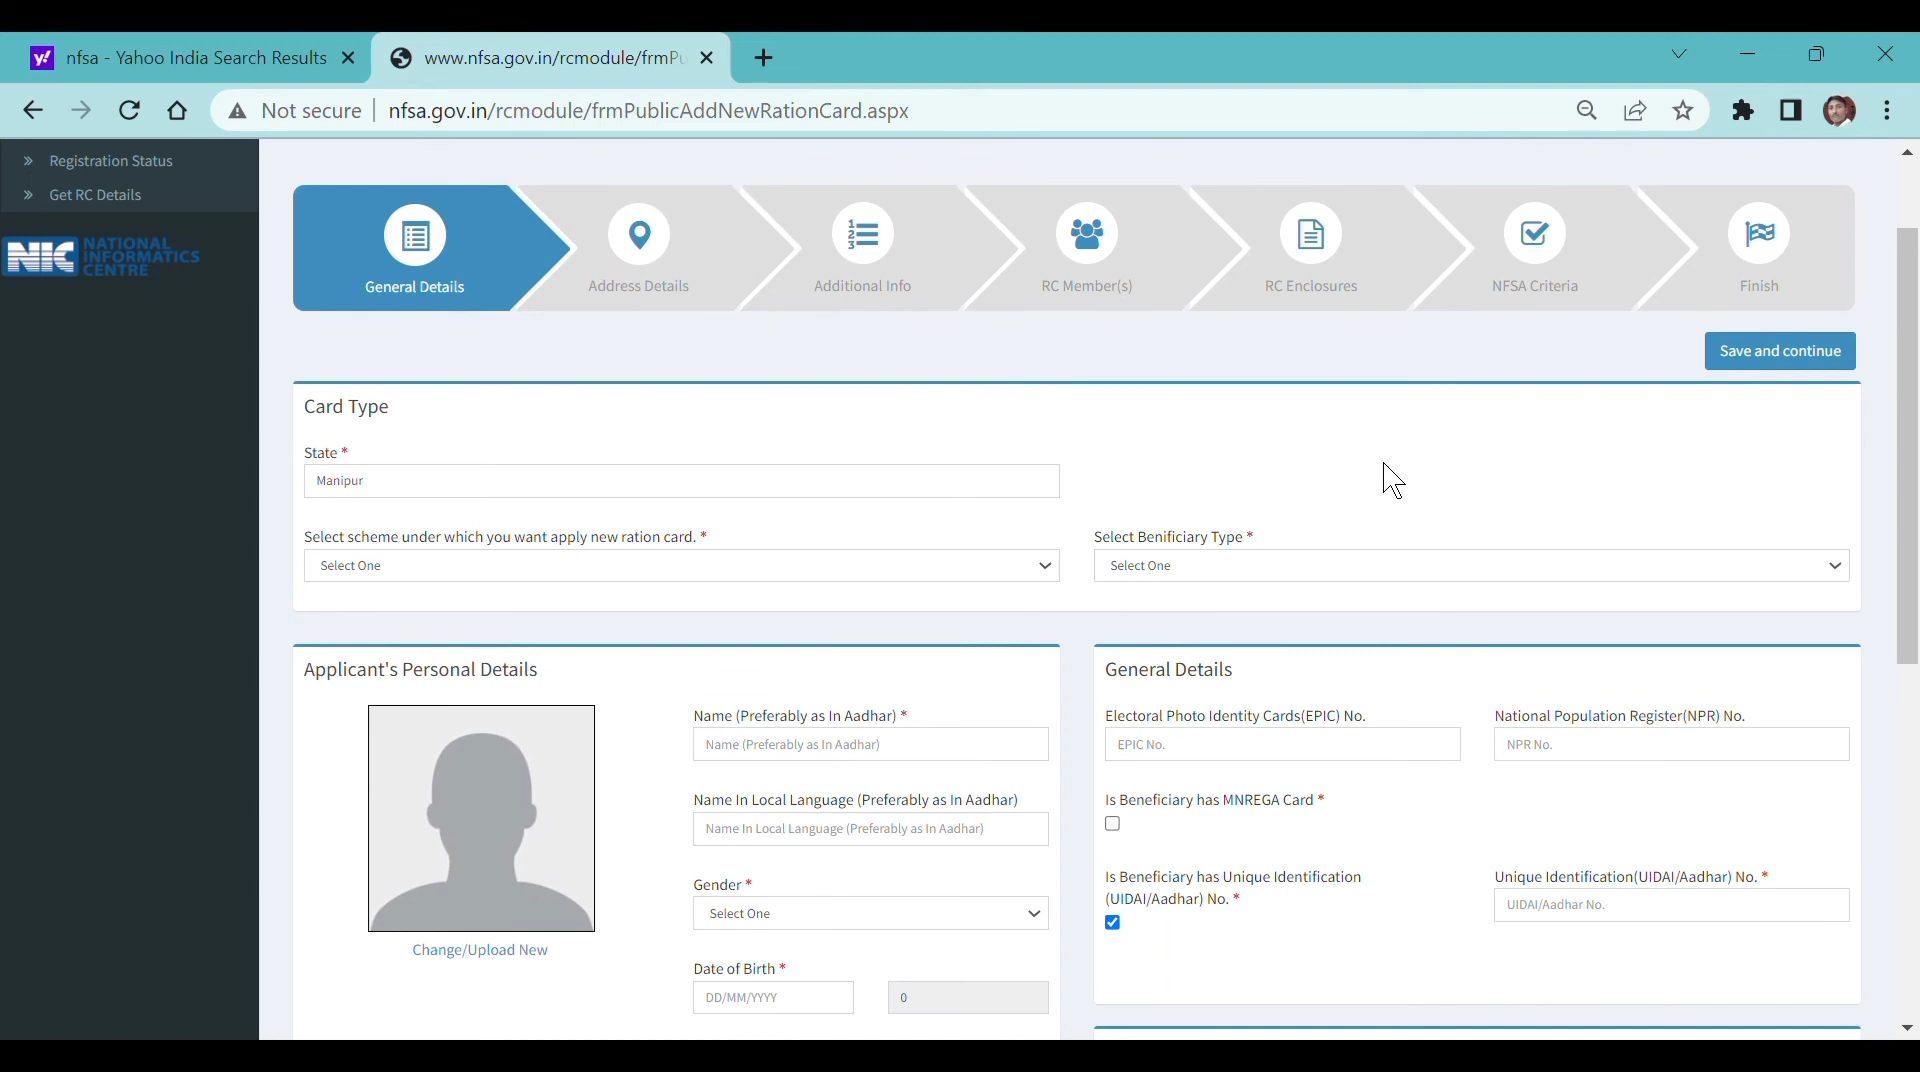 nfsa - Yahoo India Search Results
www.nfsa.gov.in/rcmodule/frmPu
Not secure
nfsa.gov.in/rcmodule/frmPublicAddNewRationCard.aspx
Registration Status
Get RC Details
NIC NATIONAL
INFORMATICS
CENTRE
General Details
Address Details
Additional Info
RC Member(s)
RC Enclosures
NFSA Criteria
Finish
Save and continue
Card Type
State *
Manipur
Select scheme under which you want apply new ration card. *
Select Benificiary Type *
Select One
Select One
Applicant's Personal Details
Change/Upload New
Name (Preferably as In Aadhar) *
Name (Preferably as In Aadhar)
Name In Local Language (Preferably as In Aadhar)
Name In Local Language (Preferably as In Aadhar)
Gender *
Select One
Date of Birth *
DD/MM/YYYY
0
General Details
Electoral Photo Identity Cards(EPIC) No.
National Population Register(NPR) No.
EPIC No.
NPR No.
Is Beneficiary has MNREGA Card *
Is Beneficiary has Unique Identification
(UIDAI/Aadhar) No. *
Unique Identification(UIDAI/Aadhar) No. *
UIDAI/Aadhar No.